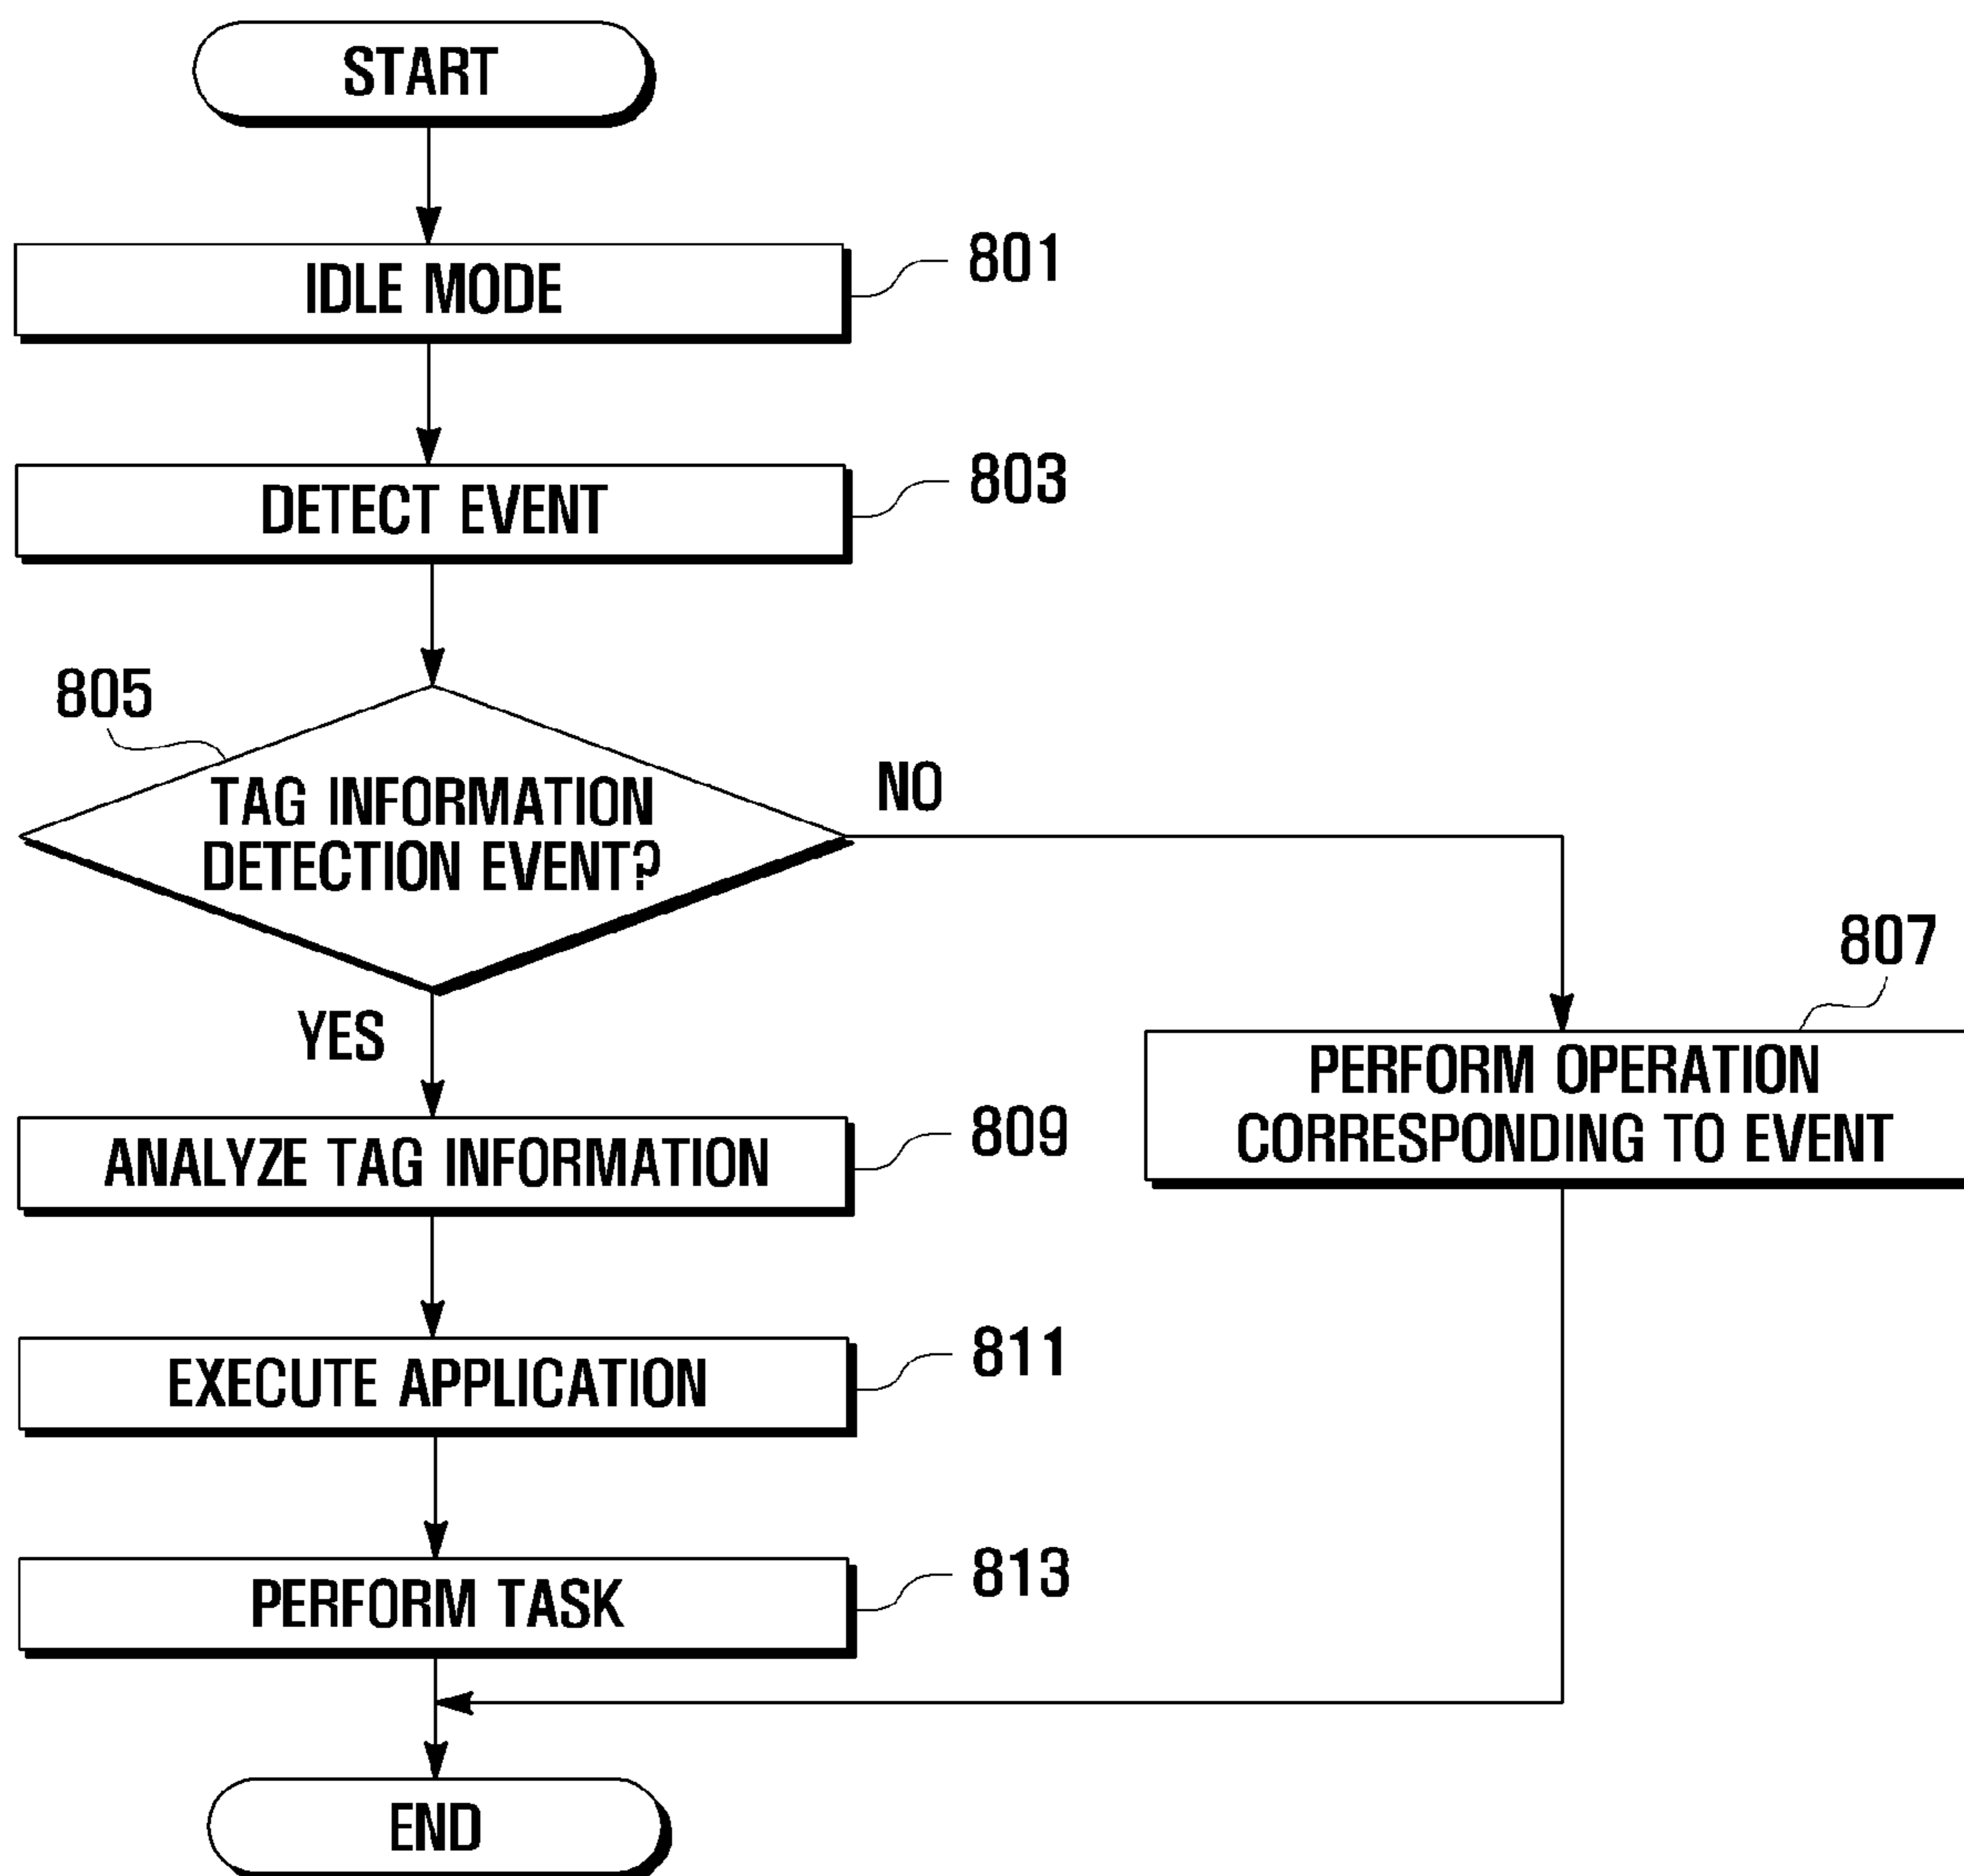 START
IDLE MODE
801
DETECT EVENT
803
805
TAG INFORMATION
DETECTION EVENT?
NO
YES
807
PERFORM OPERATION
CORRESPONDING TO EVENT
ANALYZE TAG INFORMATION
809
EXECUTE APPLICATION
811
PERFORM TASK
813
END